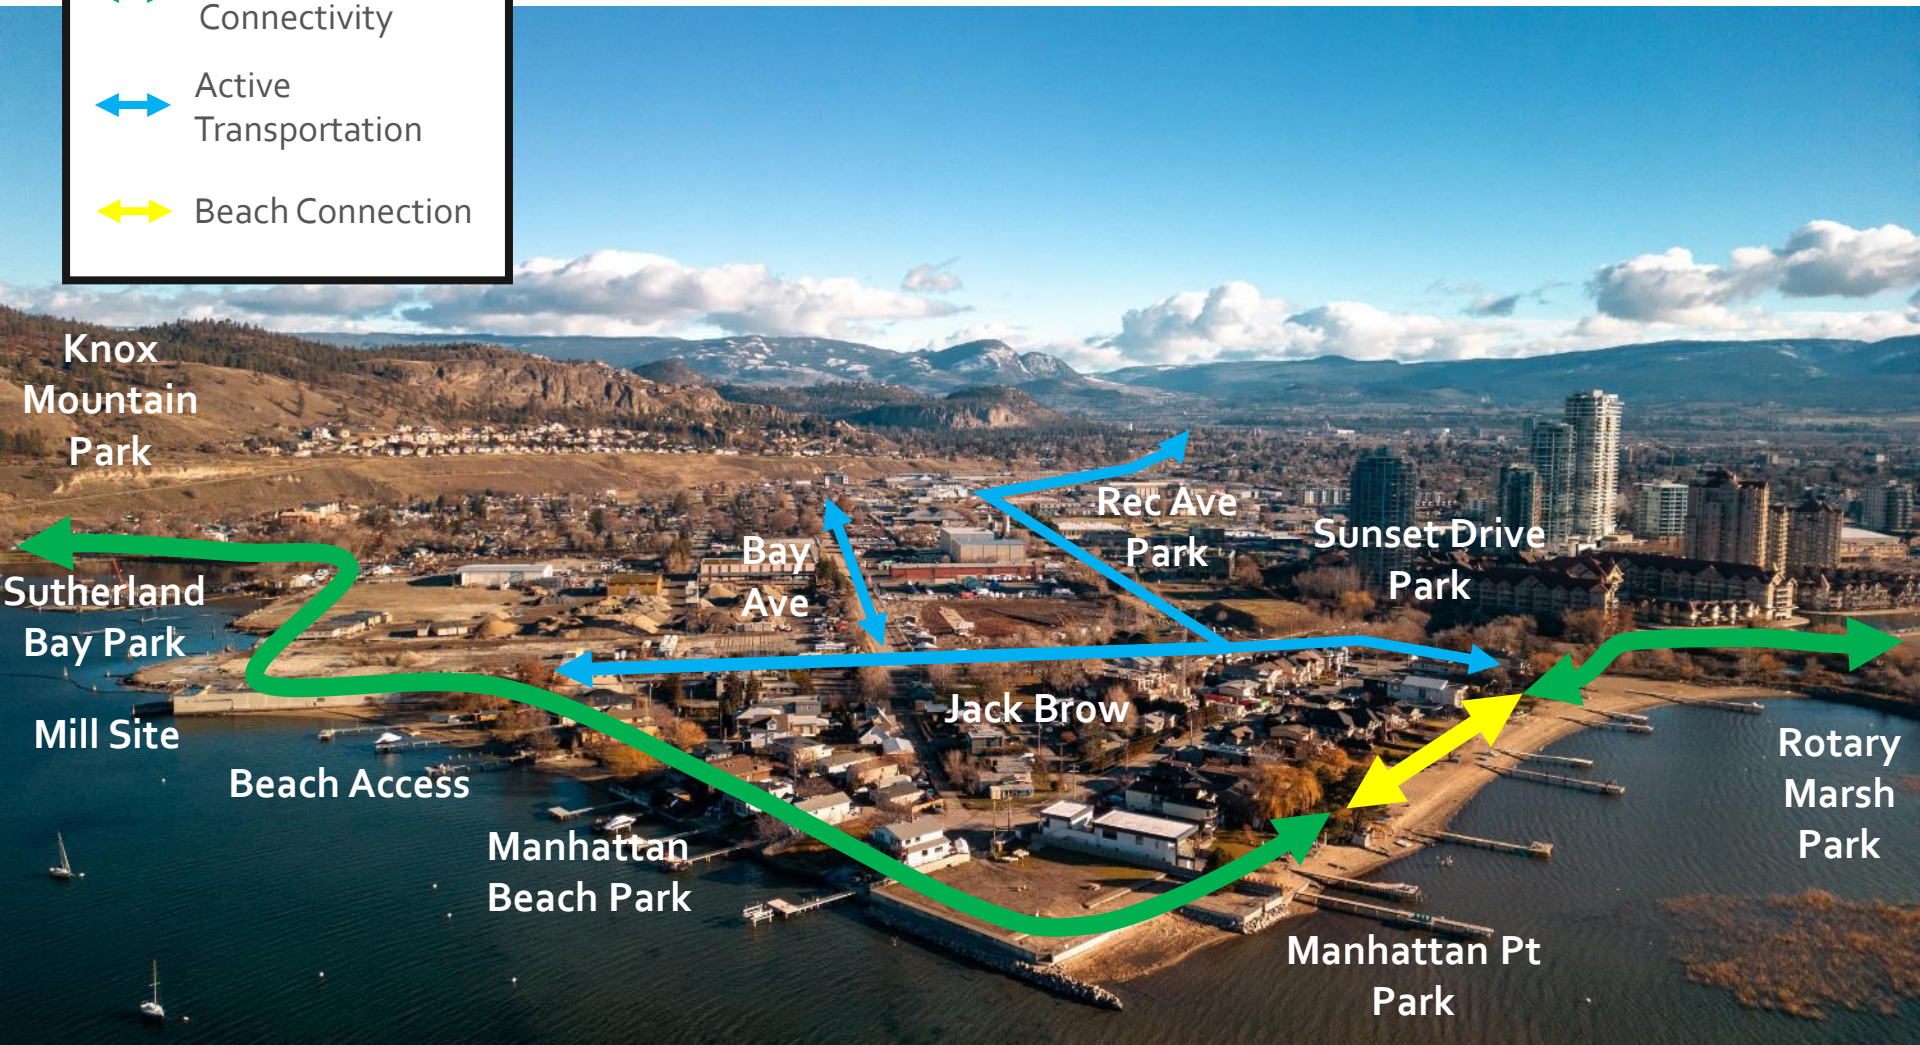 Connectivity
Active
Transportation
Beach Connection
Knox
Mountain
Park
Rec Ave
Park
Sunset Drive
Park
Bay
Ave
Sutherland
Bay Park
Mill Site
Jack Brow
Beach Access
Rotary
Marsh
Park
Manhattan
Beach Park
Manhattan Pt
Park